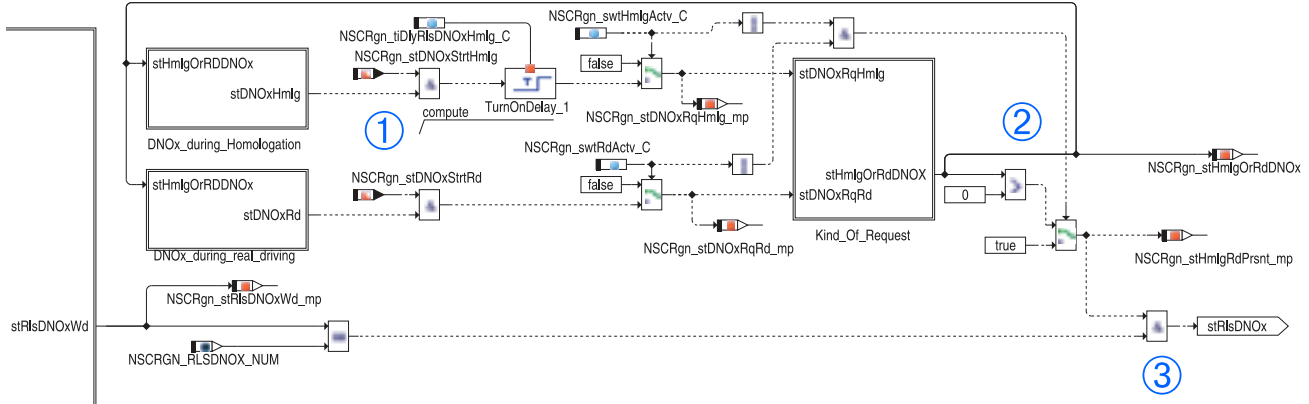 NSCRgn_swtHmlgActv_C
NSCRgn_tiDlyRlsDNOxHmlg_C
NSCRgn_stDNOxStrtHmlg
stHmlgOrRDDNOx
false
&
&
T
stDNOxHmlg
stDNOxRqHmlg
&
TurnOnDelay_1
compute
1
NSCRgn_stDNOxRqHmlg_mp
DNOx_during_Homologation
2
NSCRgn_swtRdActv_C
NSCRgn_stHmlgOrRdDNOx
NSCRgn_stDNOxStrtRd
stHmlgOrRDDNOx
false
stHmlgOrRdDNOX
stDNOxRqRd
0
stDNOxRd
&
Kind_Of_Request
true
NSCRgn_stDNOxRqRd_mp
DNOx_during_real_driving
NSCRgn_stHmlgRdPrsnt_mp
NSCRgn_stRlsDNOxWd_mp
stRlsDNOxWd
&
stRlsDNOx
NSCRGN_RLSDNOX_NUM
3